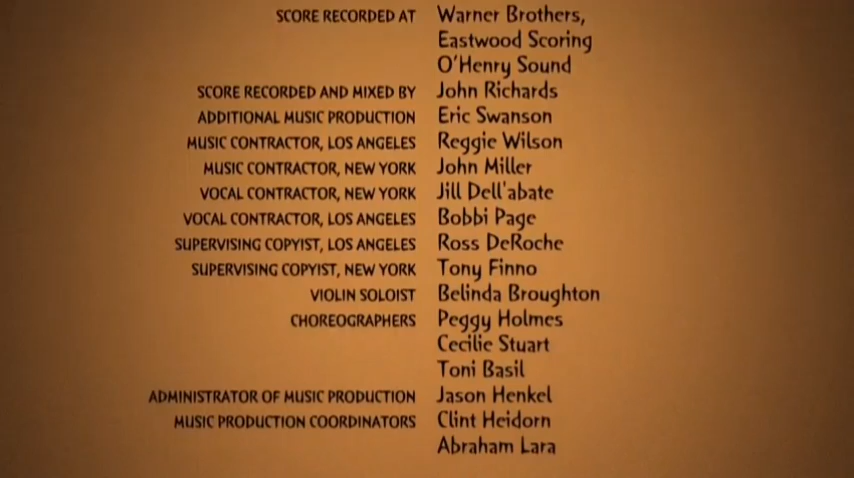 SCORE RECORDED AT Warner Brothers,
Eastwood Scoring
O'Henry Sound
SCORE RECORDED AND MIXED BY John Richards
ADDITIONAL MUSIC PRODUCTION Eric Swanson
MUSIC CONTRACTOR, LOS ANGELES Reggie Wilson
MUSIC CONTRACTOR, NEW YORK John Miller
VOCAL CONTRACTOR, NEW YORK Jill Dell'abate
VOCAL CONTRACTOR, LOS ANGELES Bobbi Page
SUPERVISING COPYIST, LOS ANGELES Ross DeRoche
SUPERVISING COPYIST, NEW YORK Tony Finno
VIOLIN SOLOIST Belinda Broughton
CHOREOGRAPHERS Peggy Holmes
Cecilie Stuart
Toni Basil
ADMINISTRATOR OF MUSIC PRODUCTION Jason Henkel
MUSIC PRODUCTION COORDINATORS Clint Heidorn
Abraham Lara